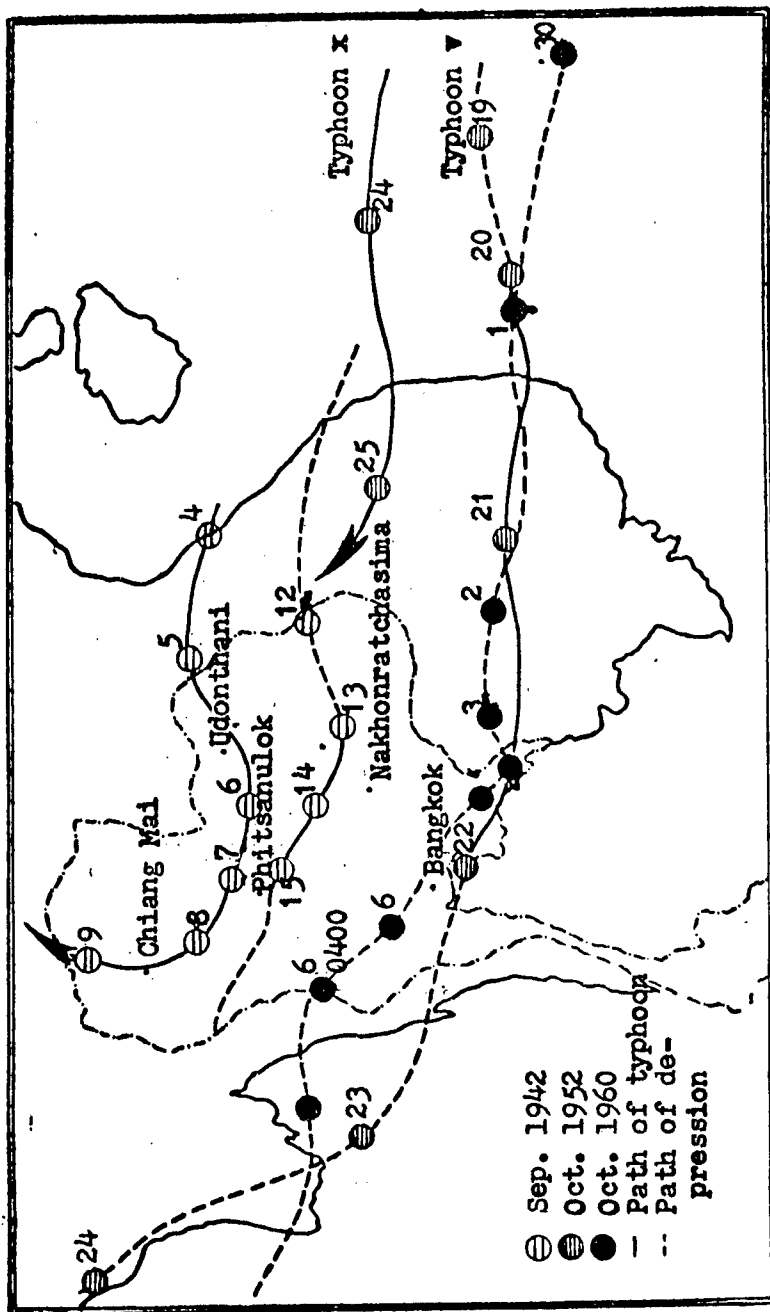 Typhoon x
Typhoon v
30
19
24
20
1
25
4
21
2
12
5
3
13
Udonthani
Nakhonratchasima
6
14
Phitsanulok
7
15
22
Bangkok
Chiang Mai
8
9
6
6
0400
23
24
Sep. 1942
Oct. 1952
Oct. 1960
Path of typhoon
Path of de-
pression